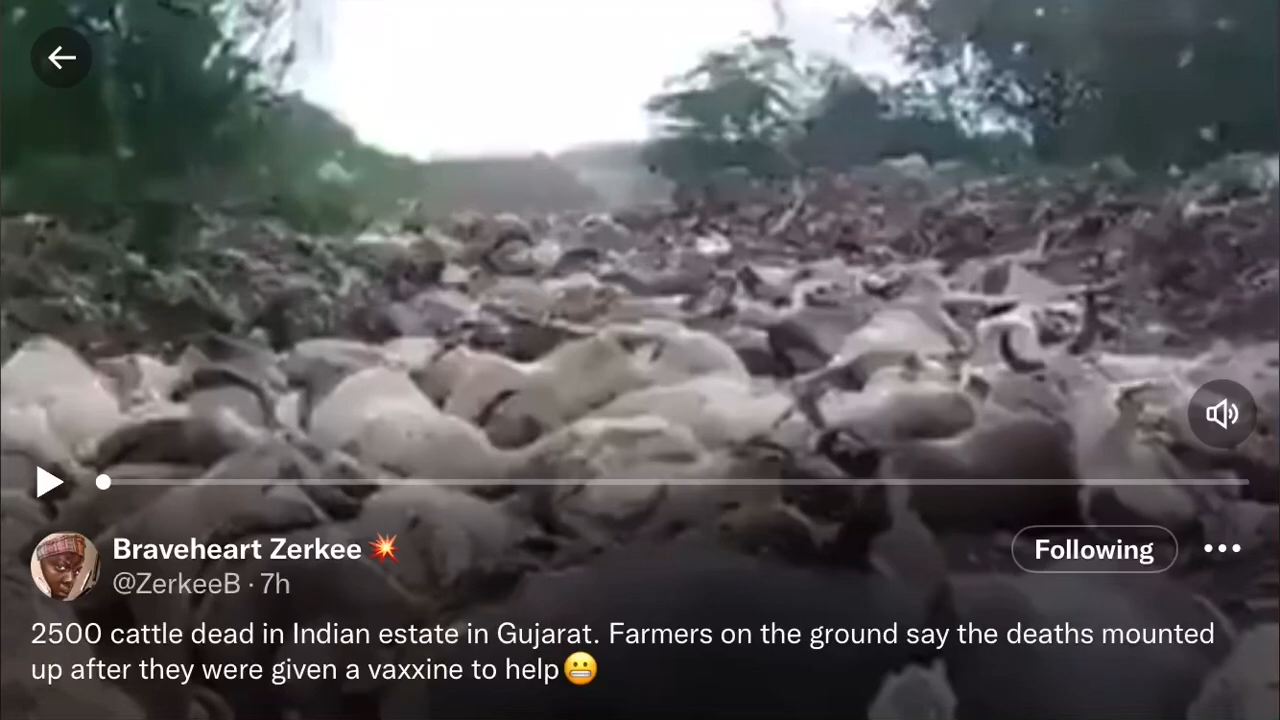 Braveheart Zerkee 💥
@ZerkeeB · 7h
Following
2500 cattle dead in Indian estate in Gujarat. Farmers on the ground say the deaths mounted
up after they were given a vaxxine to help😬